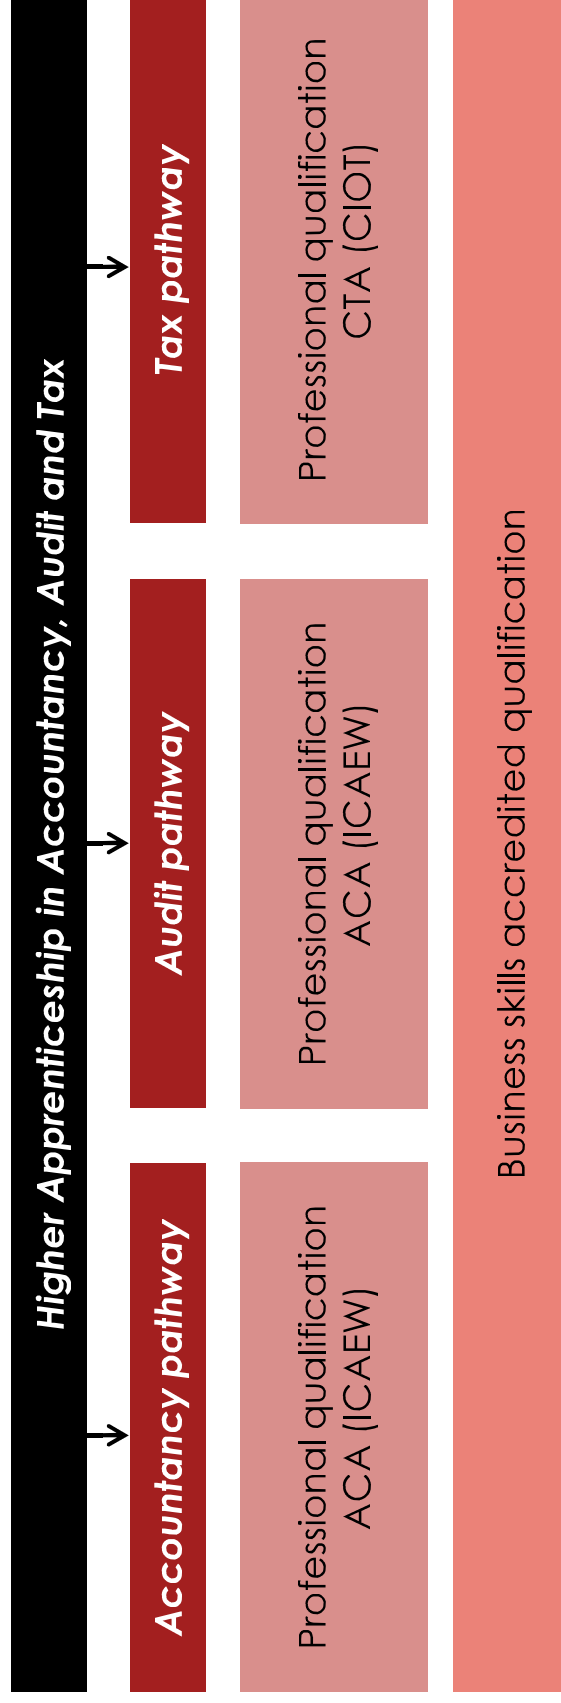 Higher Apprenticeship in Accountancy, Audit and Tax
Accountancy pathway
Audit pathway
Tax pathway
Professional qualification
ACA (ICAEW)
Professional qualification
ACA (ICAEW)
Professional qualification
CTA (CIOT)
Business skills accredited qualification